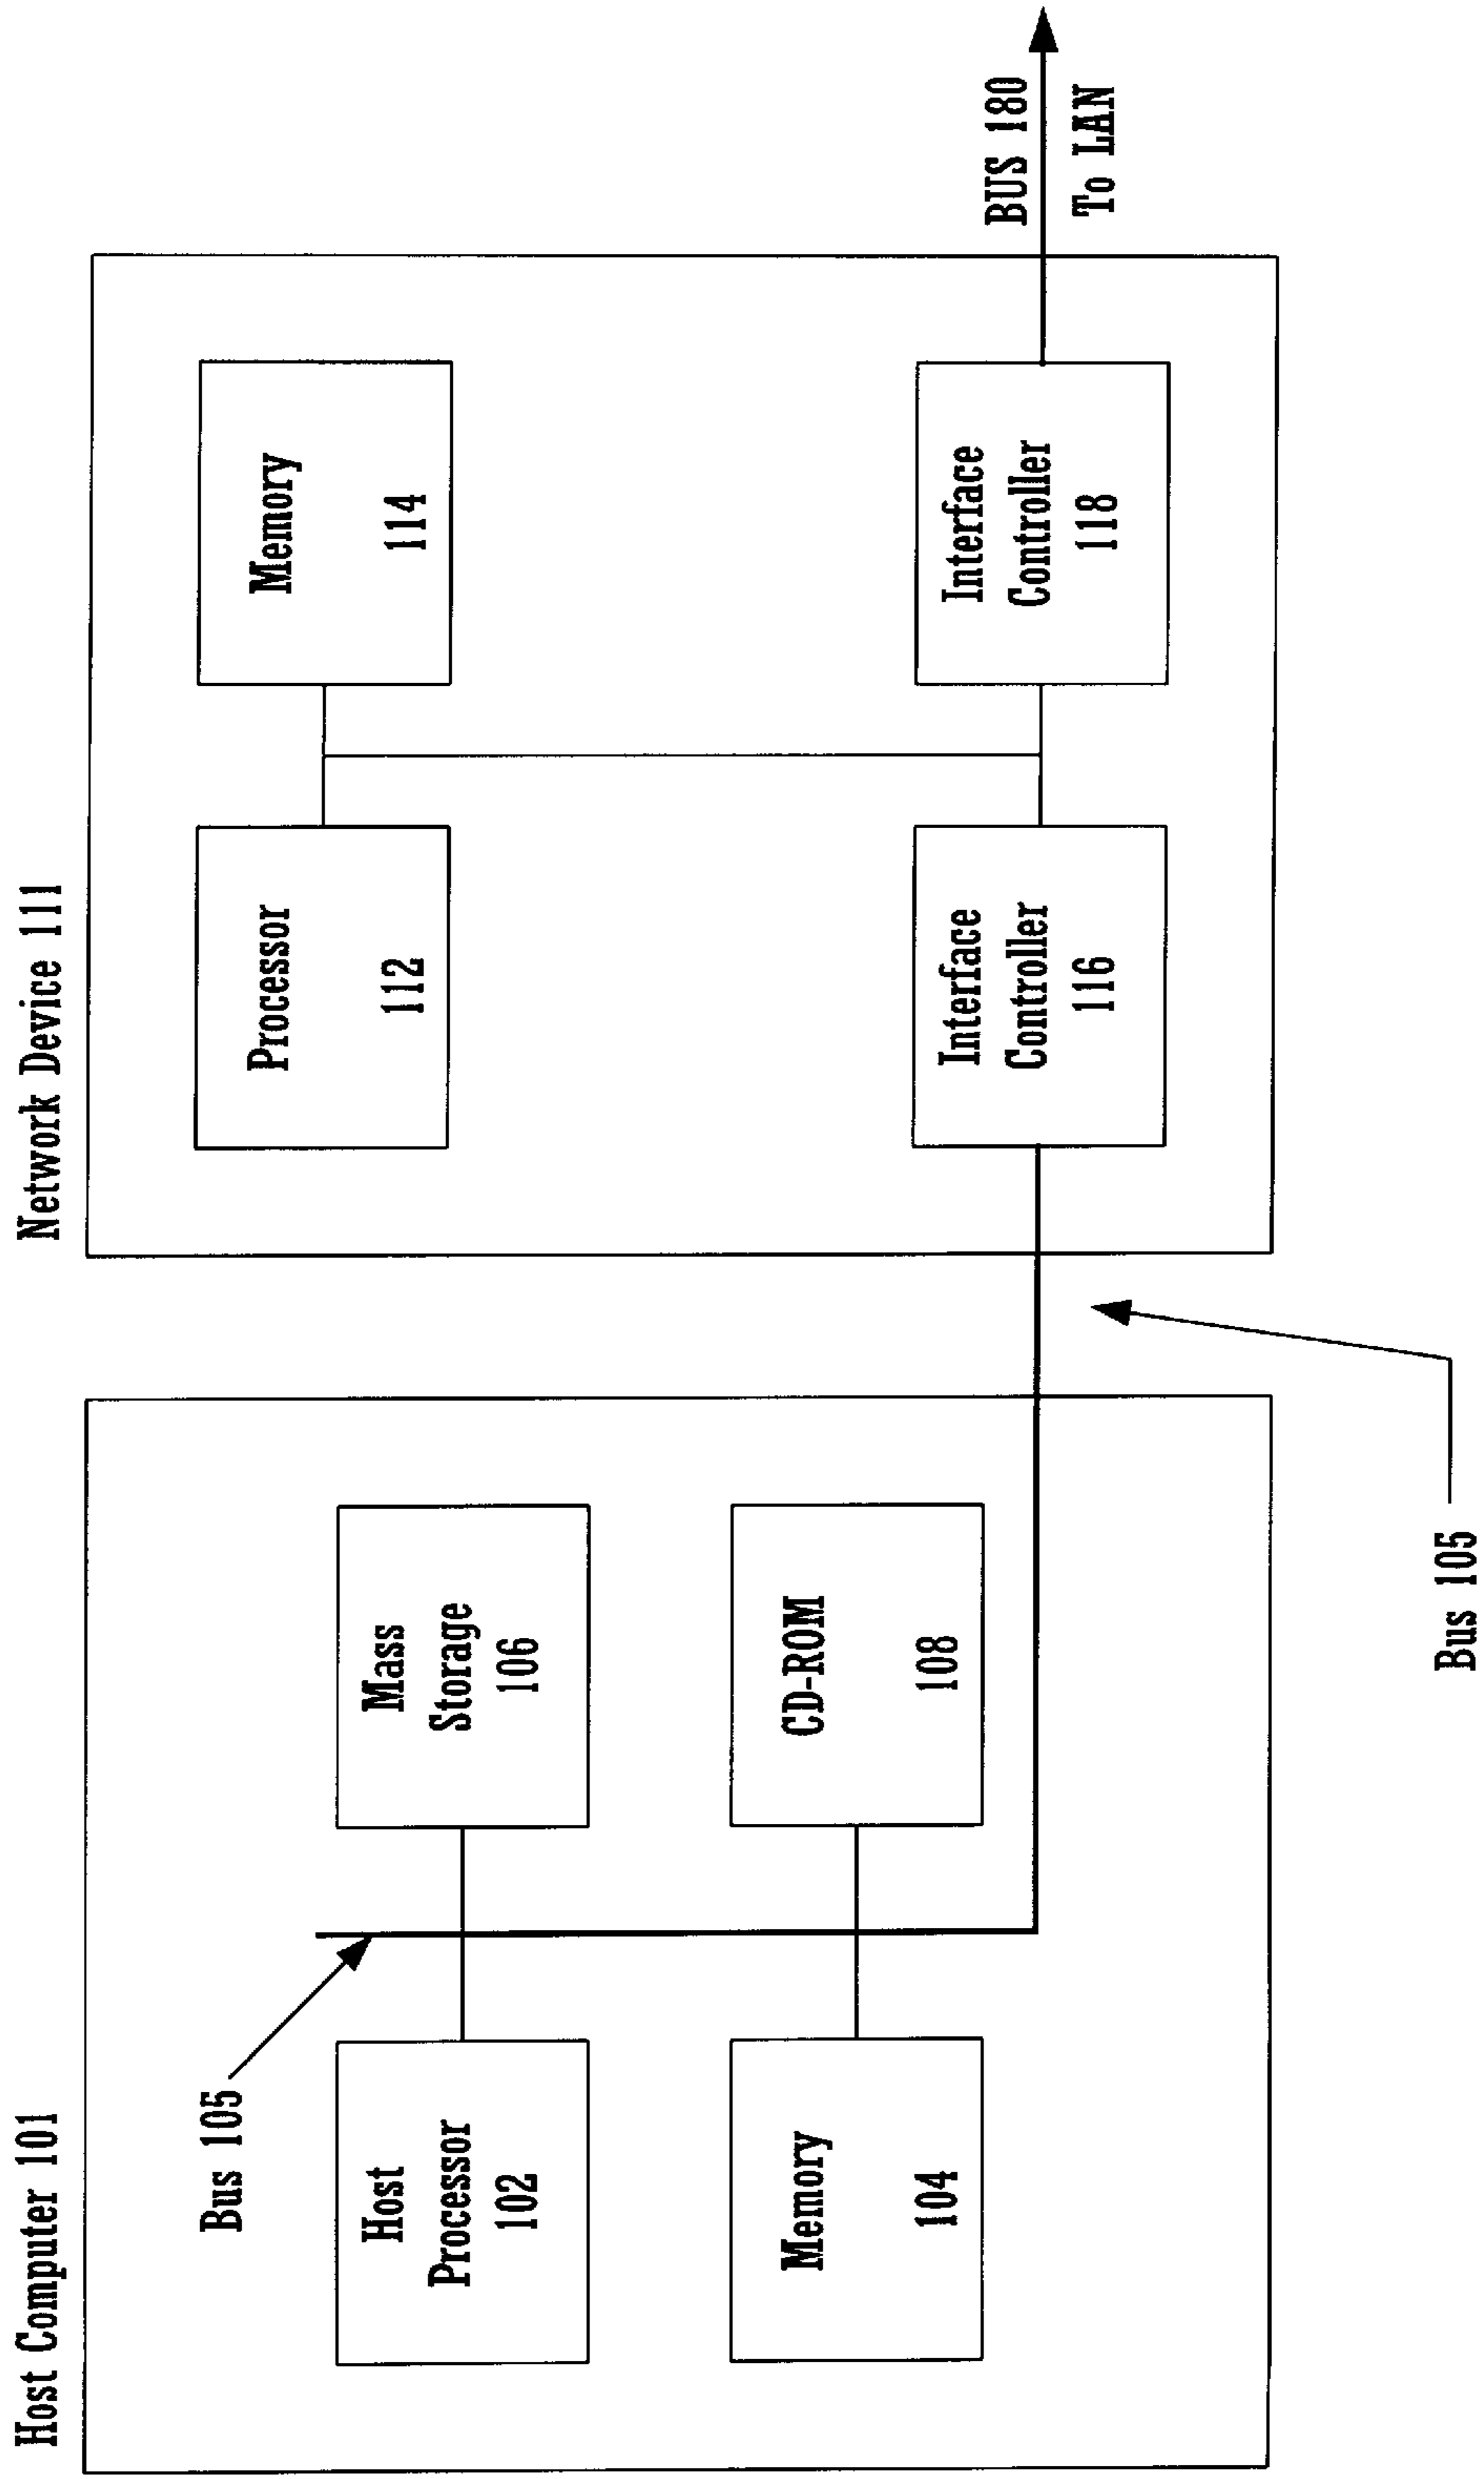 Host Computer 101
Bus 105
Host
Processor
102
Mass
Storage
106
Memory
104
CD-ROM
108
Bus 105
Network Device 111
Processor
112
Memory
114
Interface
Controller
116
Interface
Controller
118
BUS 180
To LAN